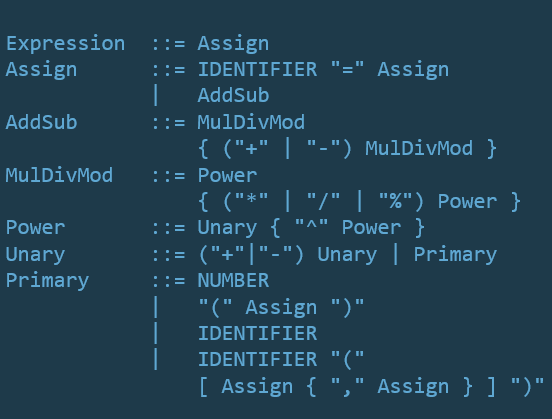 Expression ::= Assign
Assign ::= IDENTIFIER "=" Assign
| AddSub
AddSub ::= MulDivMod
{ ("+" | "-") MulDivMod }
MulDivMod ::= Power
{ ("*" | "/" | "%") Power }
Power ::= Unary { "^" Power }
Unary ::= ("+"|"-") Unary | Primary
Primary ::= NUMBER
| "(" Assign ")"
| IDENTIFIER
| IDENTIFIER "("
[ Assign { "," Assign } ] ")"